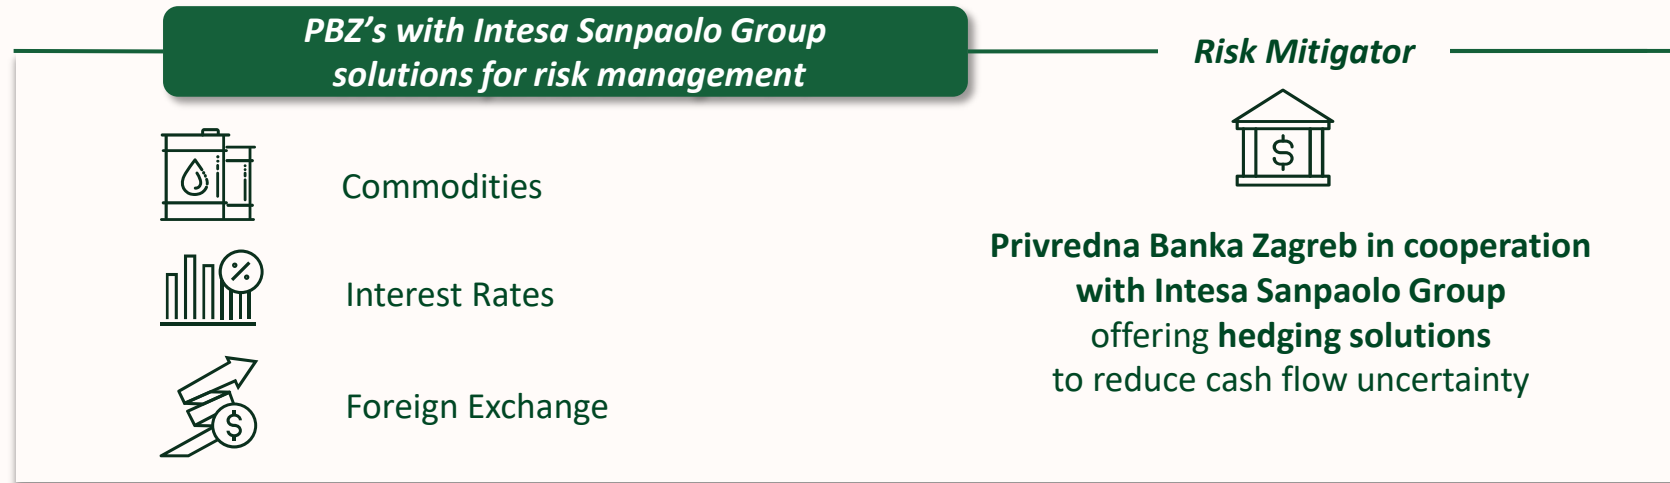 PBZ's with Intesa Sanpaolo Group
solutions for risk management
Commodities
Interest Rates
Foreign Exchange
Risk Mitigator
Privredna Banka Zagreb in cooperation
with Intesa Sanpaolo Group
offering hedging solutions
to reduce cash flow uncertainty